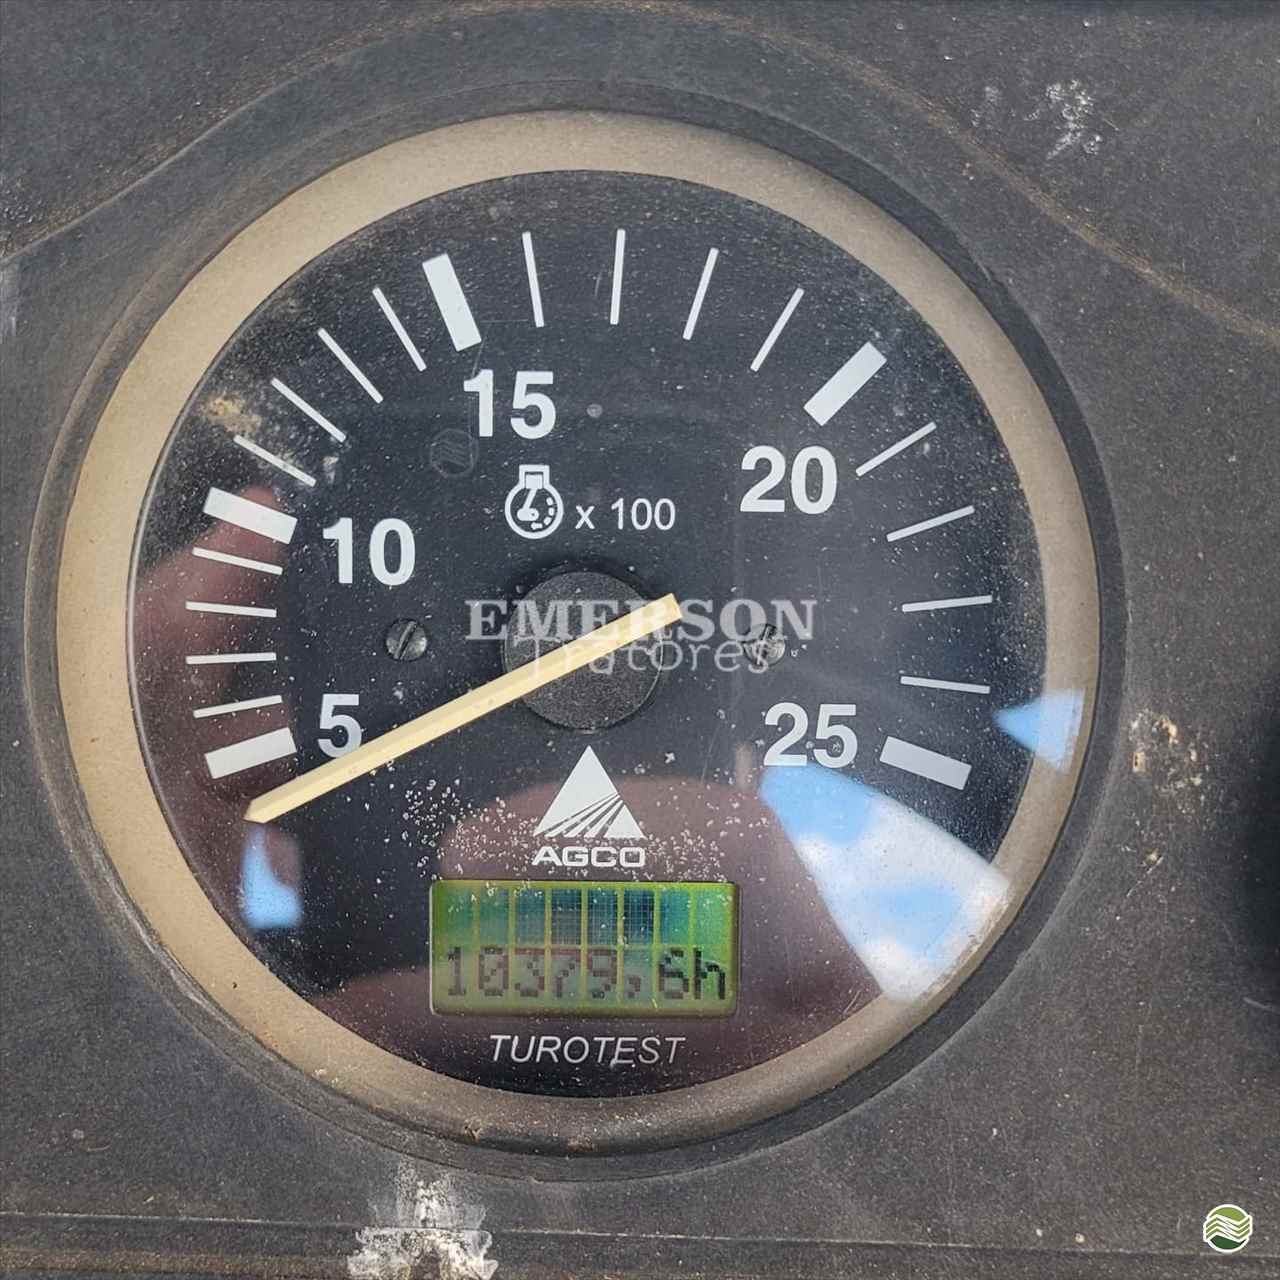 15
20
x 100
10
EMERSON
Tratores
5
25
AGCO
10379,6h
TUROTEST